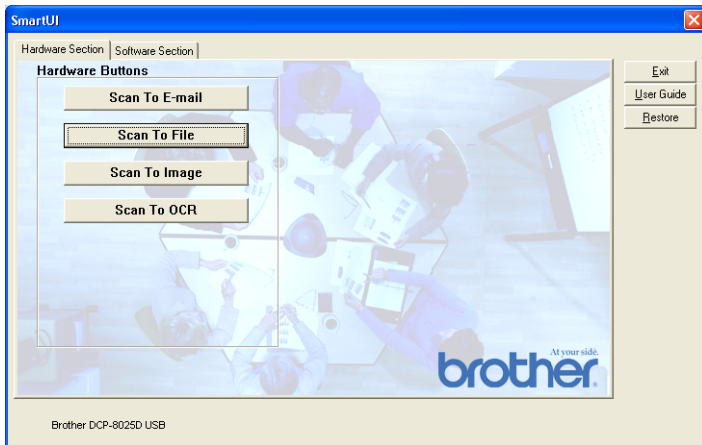 SmartUI
Hardware Section Software Section
Hardware Buttons
Scan To E-mail
Scan To File
Scan To Image
Scan To OCR
Exit
User Guide
Restore
At your side.
brother
Brother DCP-8025D USB